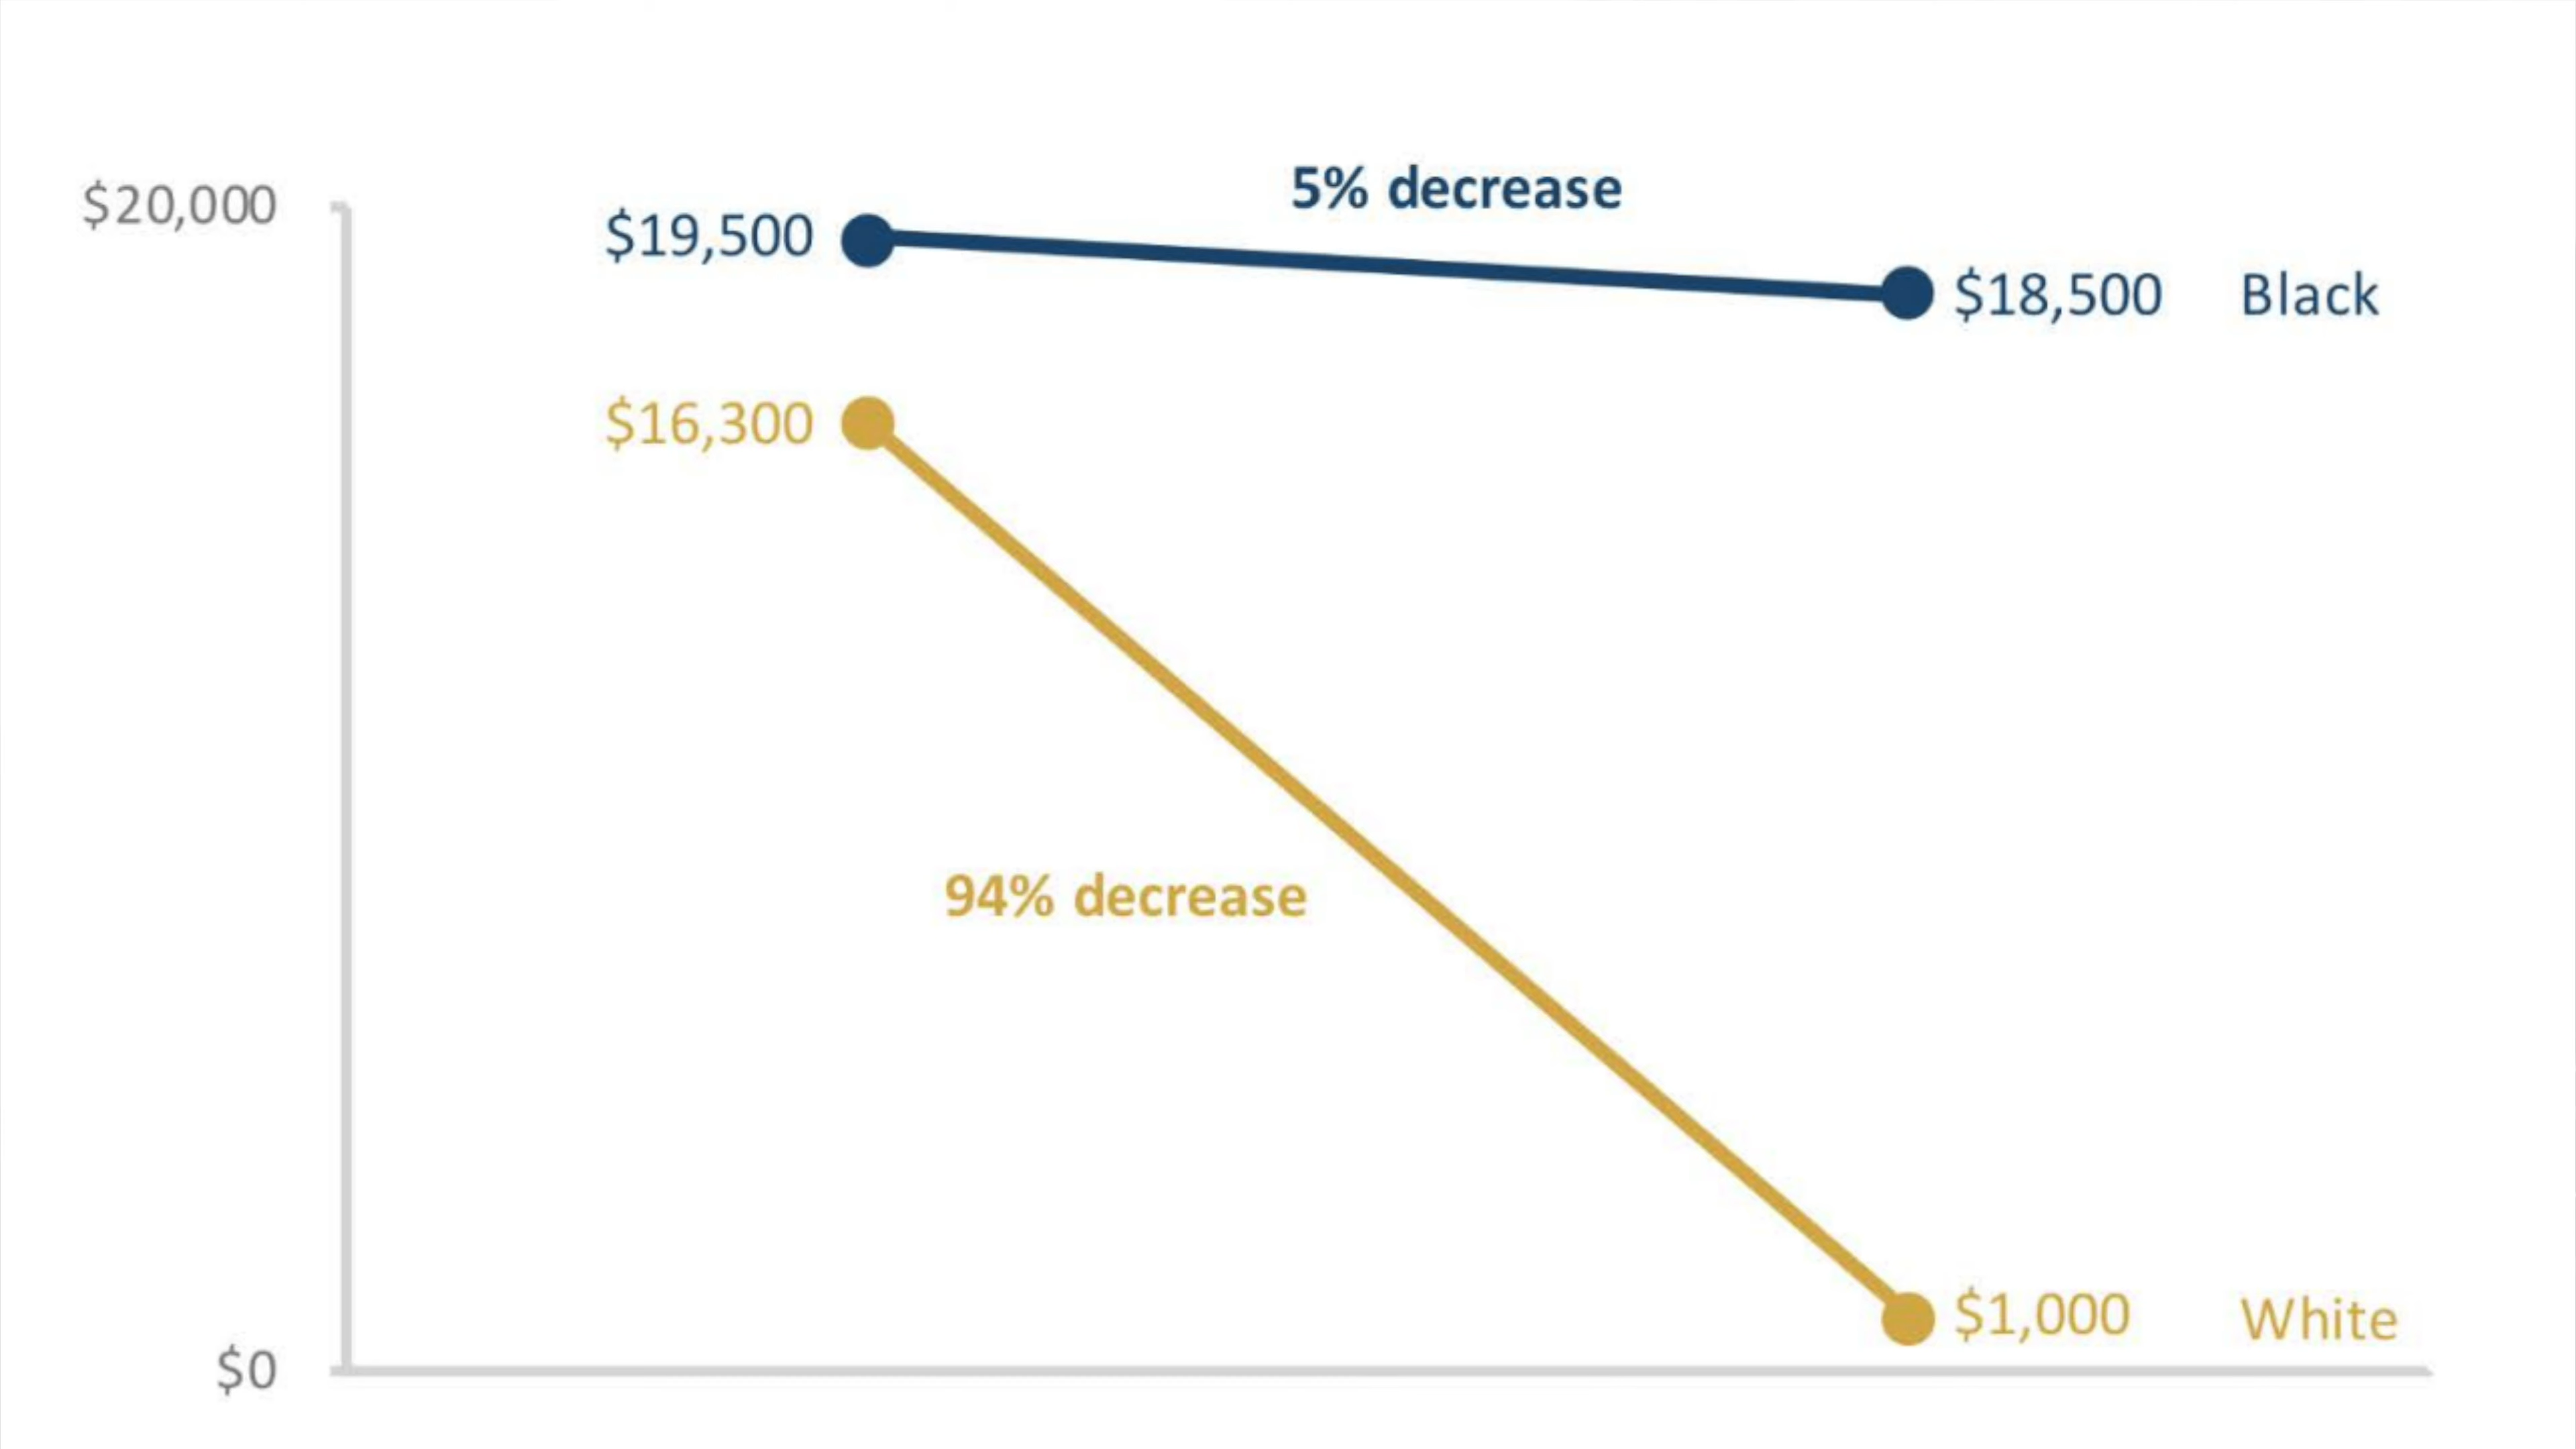 5% decrease
$20,000
$19,500
$18,500 Black
$16,300
94% decrease
$1,000 White
$0